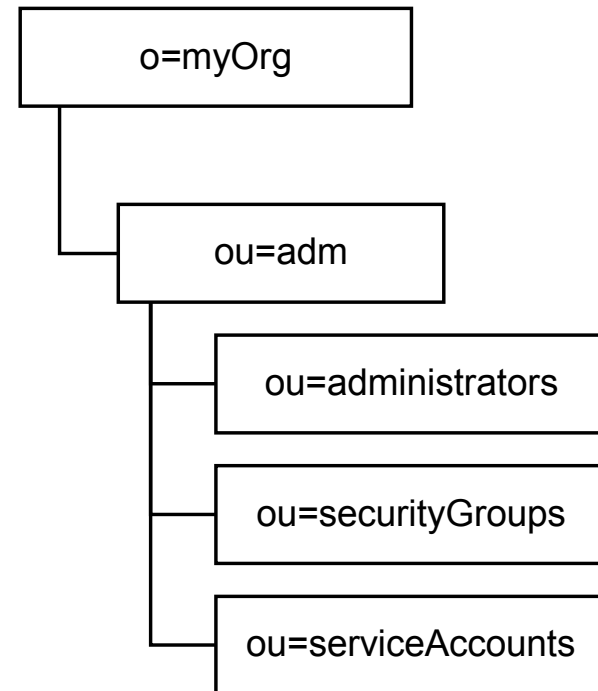 o=myOrg
ou=adm
ou=administrators
ou=securityGroups
ou=serviceAccounts